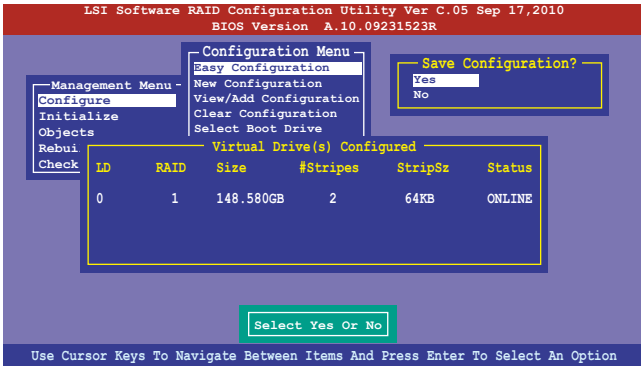 LSI Software RAID Configuration Utility Ver C.05 Sep 17,2010
BIOS Version A.10.09231523R
Configuration Menu
Easy Configuration
New Configuration
View/Add Configuration
Clear Configuration
Select Boot Drive
Save Configuration?
Yes
No
Management Menu
Configure
Initialize
Objects
Rebui
Check
Virtual Drive(s) Configured
LD RAID Size #Stripes StripSz Status
0 1 148.580GB 2 64KB ONLINE
Select Yes Or No
Use Cursor Keys To Navigate Between Items And Press Enter To Select An Option